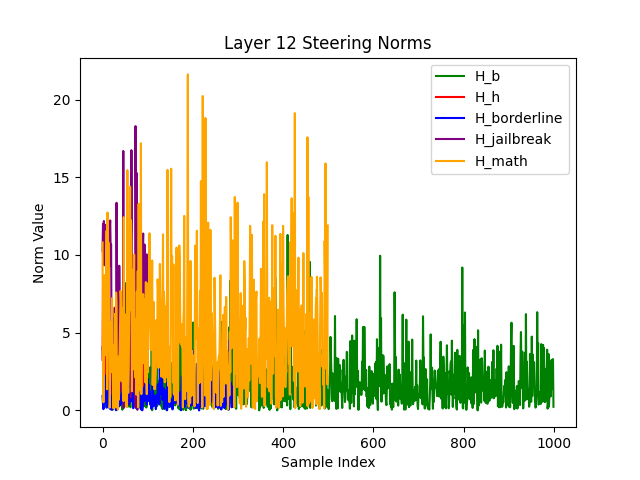 Layer 12 Steering Norms
H_b
H_h
H_borderline
H_jailbreak
H_math
Norm Value
20
15
10
5
0
0 200 400 600 800 1000
Sample Index